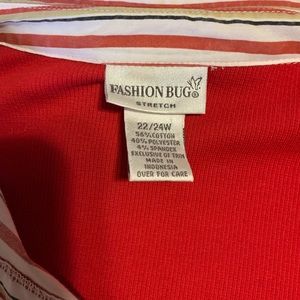 FASHION BUG®
STRETCH
22/24W
56% COTTON
40% POLYESTER
4% SPANDEX
EXCLUSIVE OF TRIM
MADE IN
INDONESIA
OVER FOR CARE